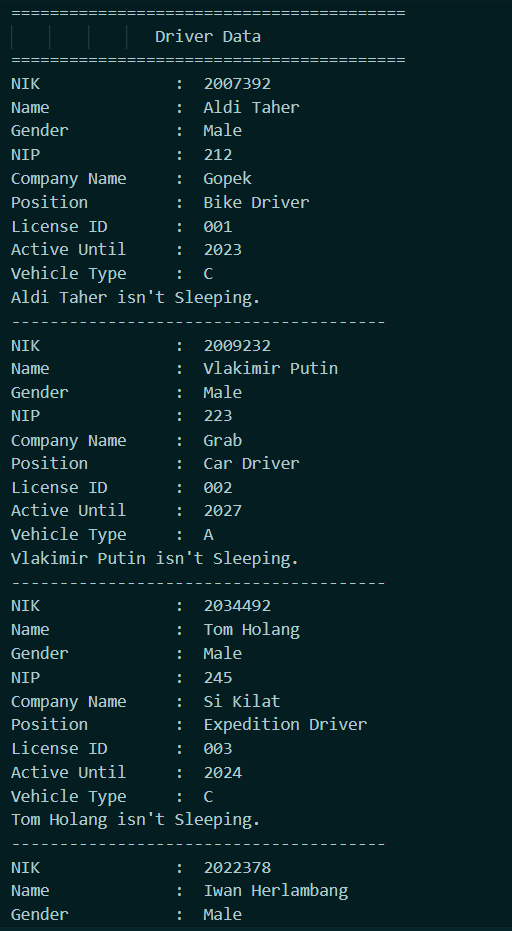 =========================================
Driver Data
=========================================
NIK : 2007392
Name : Aldi Taher
Gender : Male
NIP : 212
Company Name : Gopek
Position : Bike Driver
License ID : 001
Active Until : 2023
Vehicle Type : C
Aldi Taher isn't Sleeping.
---------------------------------------
NIK : 2009232
Name : Vlakimir Putin
Gender : Male
NIP : 223
Company Name : Grab
Position : Car Driver
License ID : 002
Active Until : 2027
Vehicle Type : A
Vlakimir Putin isn't Sleeping.
---------------------------------------
NIK : 2034492
Name : Tom Holang
Gender : Male
NIP : 245
Company Name : Si Kilat
Position : Expedition Driver
License ID : 003
Active Until : 2024
Vehicle Type : C
Tom Holang isn't Sleeping.
---------------------------------------
NIK : 2022378
Name : Iwan Herlambang
Gender : Male